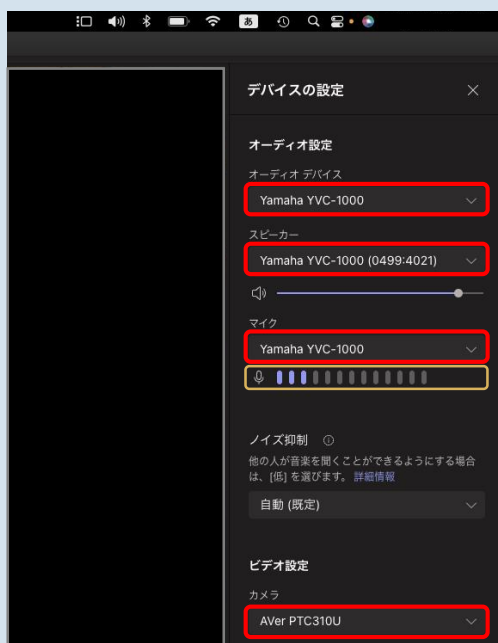 あ
デバイスの設定
オーディオ設定
オーディオ デバイス
Yamaha YVC-1000
スピーカー
Yamaha YVC-1000 (0499:4021)
マイク
Yamaha YVC-1000
ノイズ抑制
他の人が音楽を聞くことができるようにする場合
は、[低] を選びます。 詳細情報
自動 (既定)
ビデオ設定
カメラ
AVer PTC310U